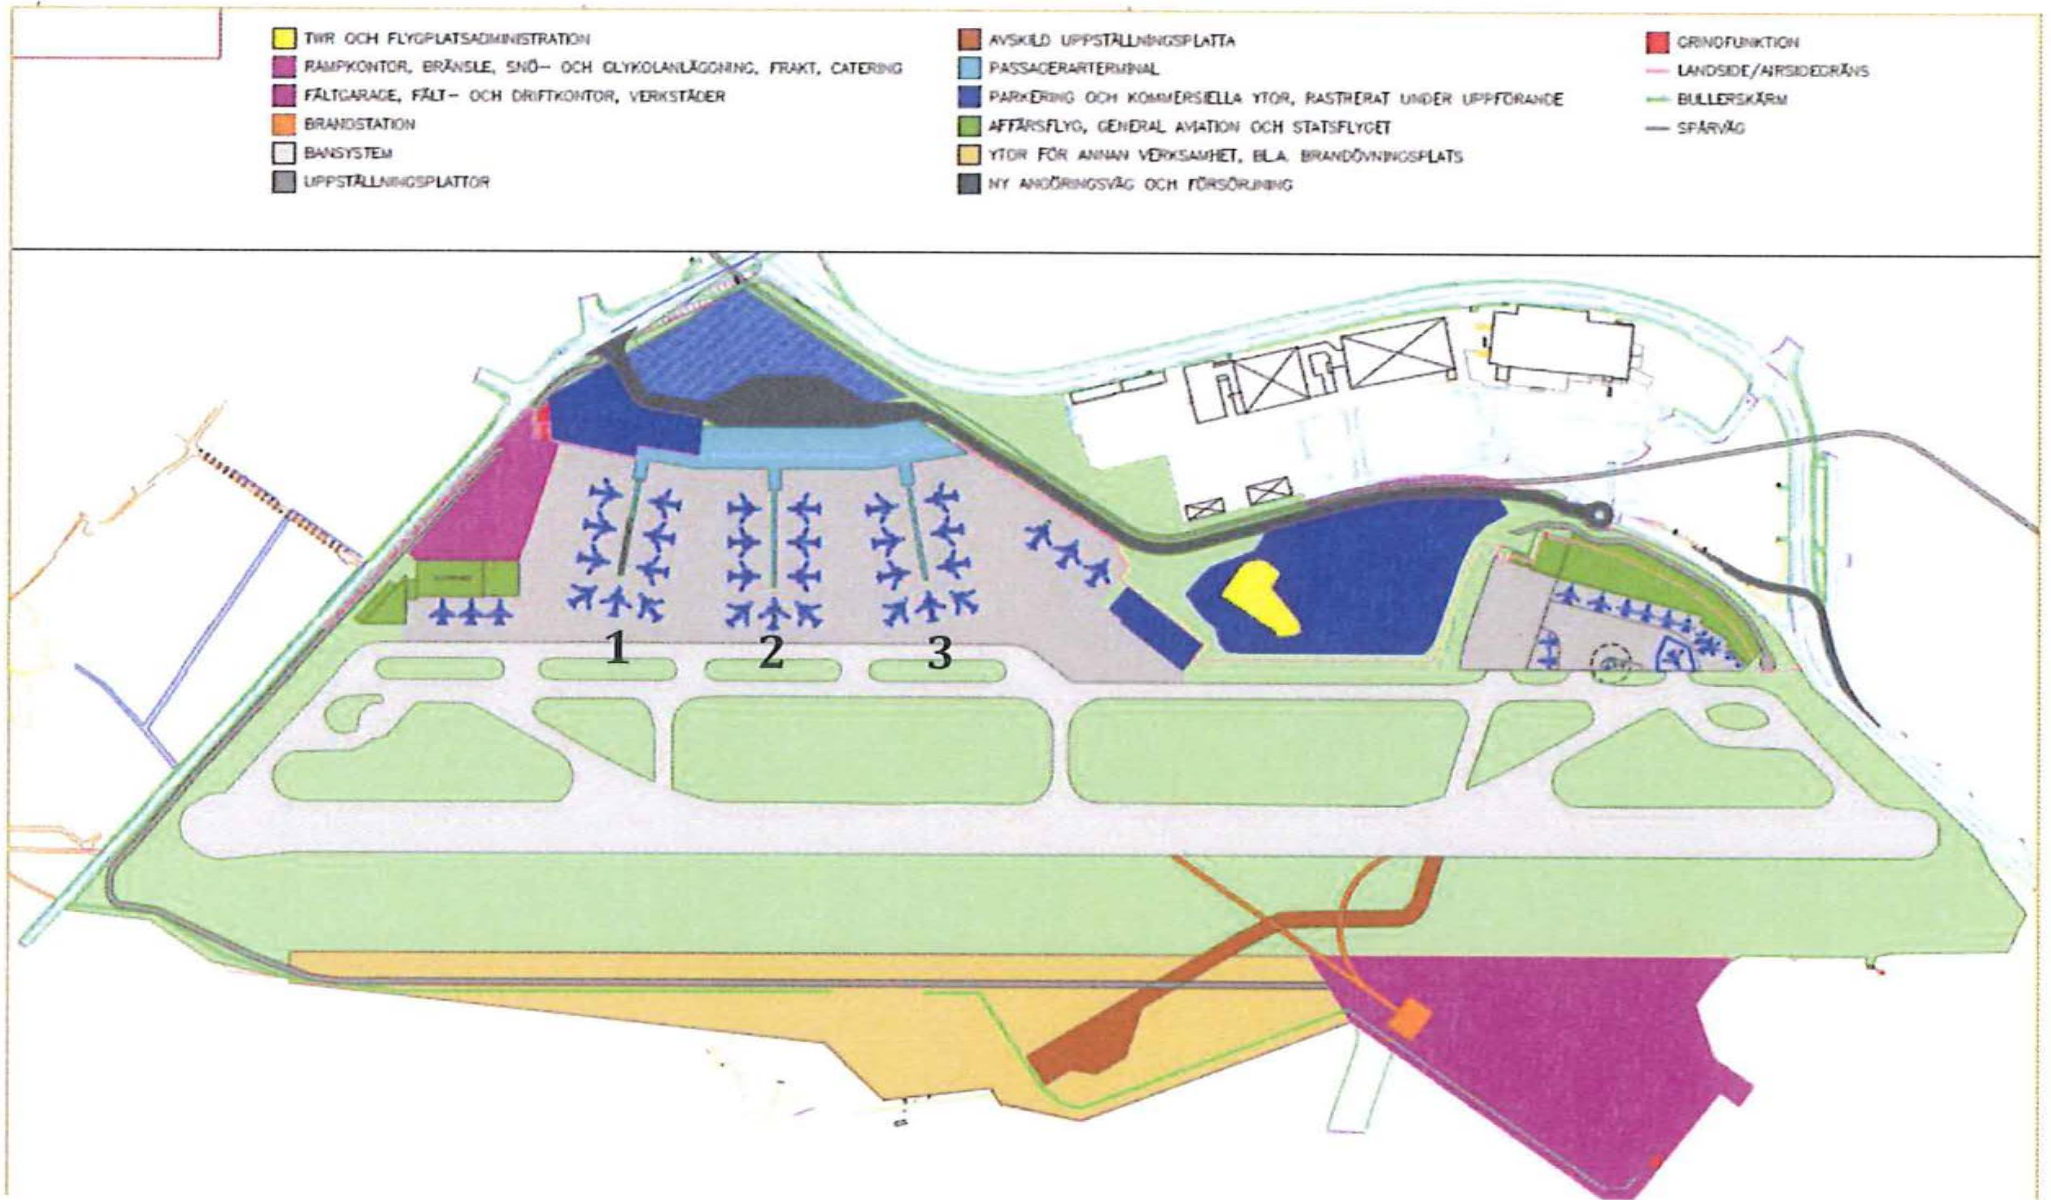 TWR OCH FLYGPLATSADMINISTRATION
RAMPKONTOR, BRÄNSLE, SNÖ- OCH GLYKOLANLÄGGNING, FRAKT, CATERING
FÄLTGARAGE, FÄLT- OCH DRIFTKONTOR, VERKSTÄDER
BRANDSTATION
BANSYSTEM
UPPSTÄLLNINGSPLATTOR
AVSKILD UPPSTÄLLNINGSPLATTA
PASSAGERARTERMINAL
PARKERING OCH KOMMERSIELLA YTOR, RASTRERAT UNDER UPPFÖRANDE
AFFÄRSFLYG, GENERAL AVIATION OCH STATSFLYGET
YTOR FÖR ANNAN VERKSAMHET, BL.A. BRANDÖVNINGSPLATS
NY ANGÖRINGSVÄG OCH FÖRSÖRJNING
GRINDFUNKTION
LANDSIDE/AIRSIDEGRÄNS
BULLERSKÄRM
SPÅRVÄG
1
2
3